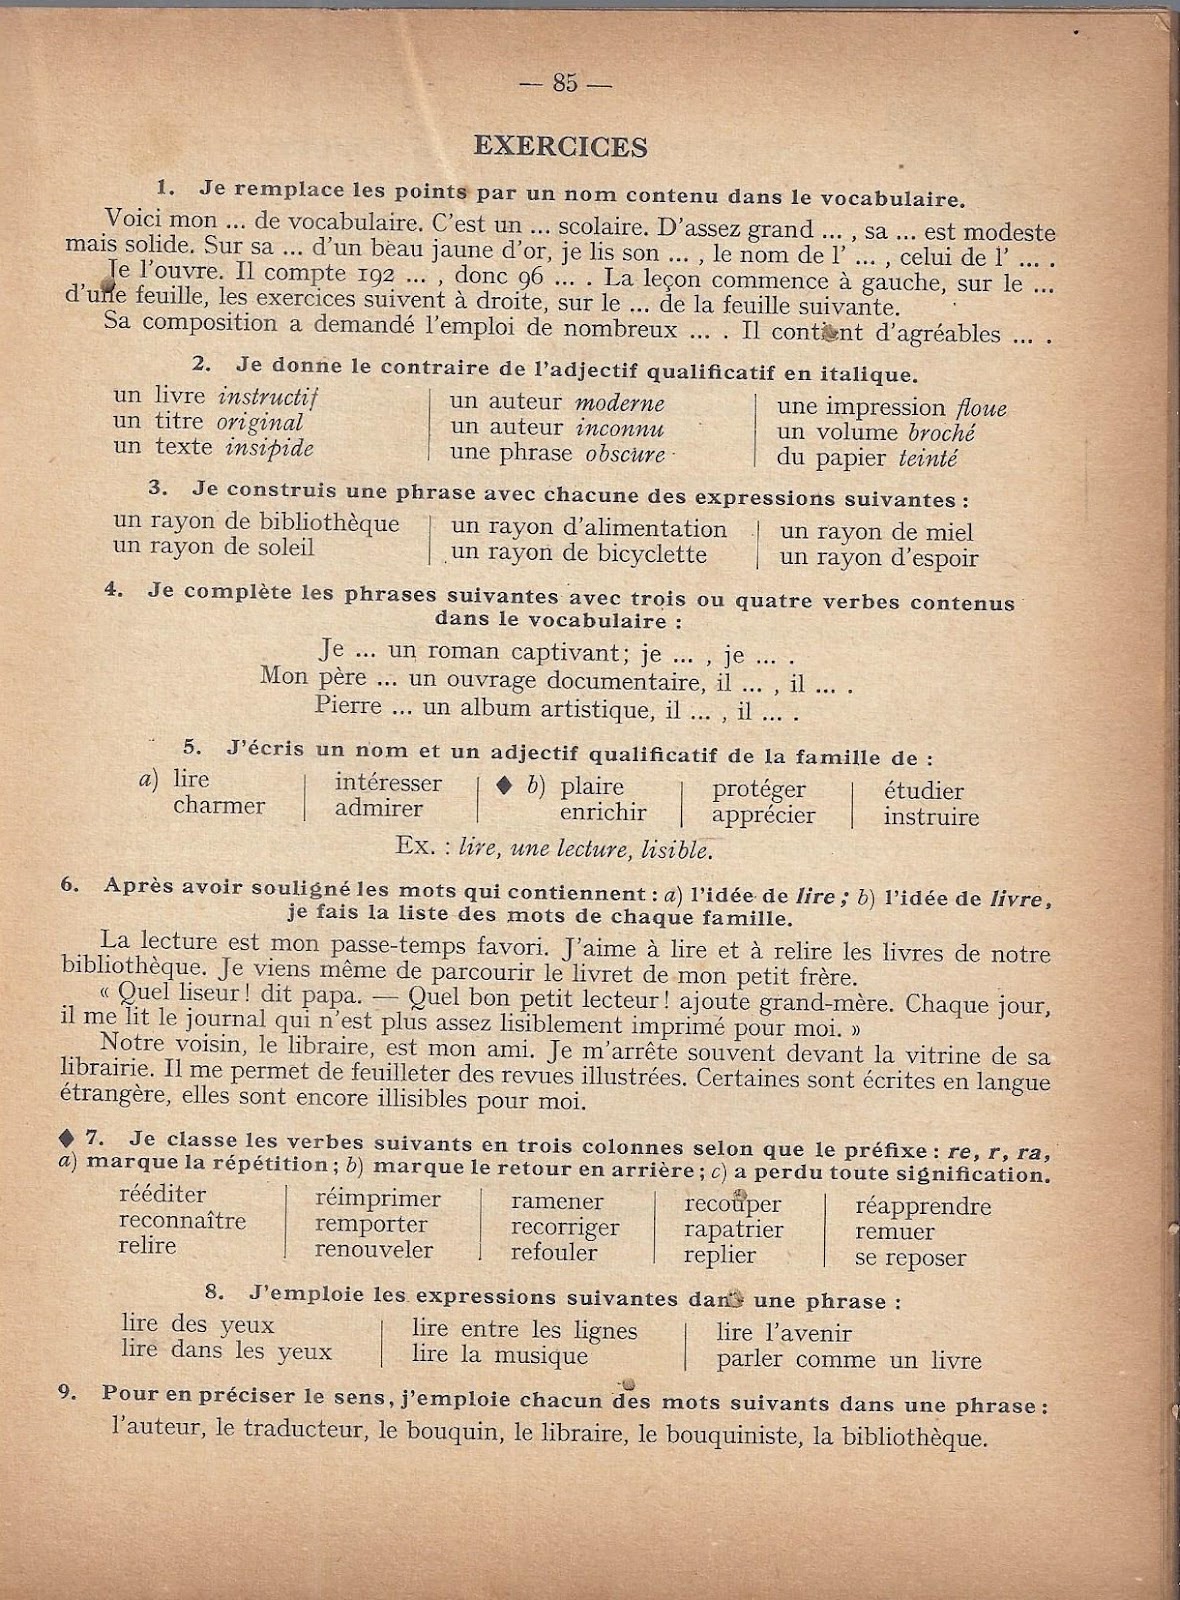 — 85 —
EXERCICES
1. Je remplace les points par un nom contenu dans le vocabulaire.
Voici mon ... de vocabulaire. C'est un ... scolaire. D'assez grand ... , sa ... est modeste
mais solide. Sur sa ... d'un beau jaune d'or, je lis son ... , le nom de l' ... , celui de l' ... .
Je l'ouvre. Il compte 192 ... , donc 96 ... . La leçon commence à gauche, sur le ...
d'une feuille, les exercices suivent à droite, sur le ... de la feuille suivante.
Sa composition a demandé l'emploi de nombreux ... . Il contient d'agréables ... .
2. Je donne le contraire de l'adjectif qualificatif en italique.
un livre instructif | un auteur moderne | une impression floue
un titre original | un auteur inconnu | un volume broché
un texte insipide | une phrase obscure | du papier teinté
3. Je construis une phrase avec chacune des expressions suivantes :
un rayon de bibliothèque | un rayon d'alimentation | un rayon de miel
un rayon de soleil | un rayon de bicyclette | un rayon d'espoir
4. Je complète les phrases suivantes avec trois ou quatre verbes contenus
dans le vocabulaire :
Je ... un roman captivant; je ... , je ... .
Mon père ... un ouvrage documentaire, il ... , il ... .
Pierre ... un album artistique, il ... , il ... .
5. J'écris un nom et un adjectif qualificatif de la famille de :
a) lire | intéresser | ♦ b) plaire | protéger | étudier
charmer | admirer | enrichir | apprécier | instruire
Ex. : lire, une lecture, lisible.
6. Après avoir souligné les mots qui contiennent : a) l'idée de lire ; b) l'idée de livre,
je fais la liste des mots de chaque famille.
La lecture est mon passe-temps favori. J'aime à lire et à relire les livres de notre
bibliothèque. Je viens même de parcourir le livret de mon petit frère.
« Quel liseur! dit papa. — Quel bon petit lecteur! ajoute grand-mère. Chaque jour,
il me lit le journal qui n'est plus assez lisiblement imprimé pour moi. »
Notre voisin, le libraire, est mon ami. Je m'arrête souvent devant la vitrine de sa
librairie. Il me permet de feuilleter des revues illustrées. Certaines sont écrites en langue
étrangère, elles sont encore illisibles pour moi.
♦ 7. Je classe les verbes suivants en trois colonnes selon que le préfixe : re, r, ra,
a) marque la répétition ; b) marque le retour en arrière ; c) a perdu toute signification.
rééditer | réimprimer | ramener | recouper | réapprendre
reconnaître | remporter | recorriger | rapatrier | remuer
relire | renouveler | refouler | replier | se reposer
8. J'emploie les expressions suivantes dans une phrase :
lire des yeux | lire entre les lignes | lire l'avenir
lire dans les yeux | lire la musique | parler comme un livre
9. Pour en préciser le sens, j'emploie chacun des mots suivants dans une phrase :
l'auteur, le traducteur, le bouquin, le libraire, le bouquiniste, la bibliothèque.